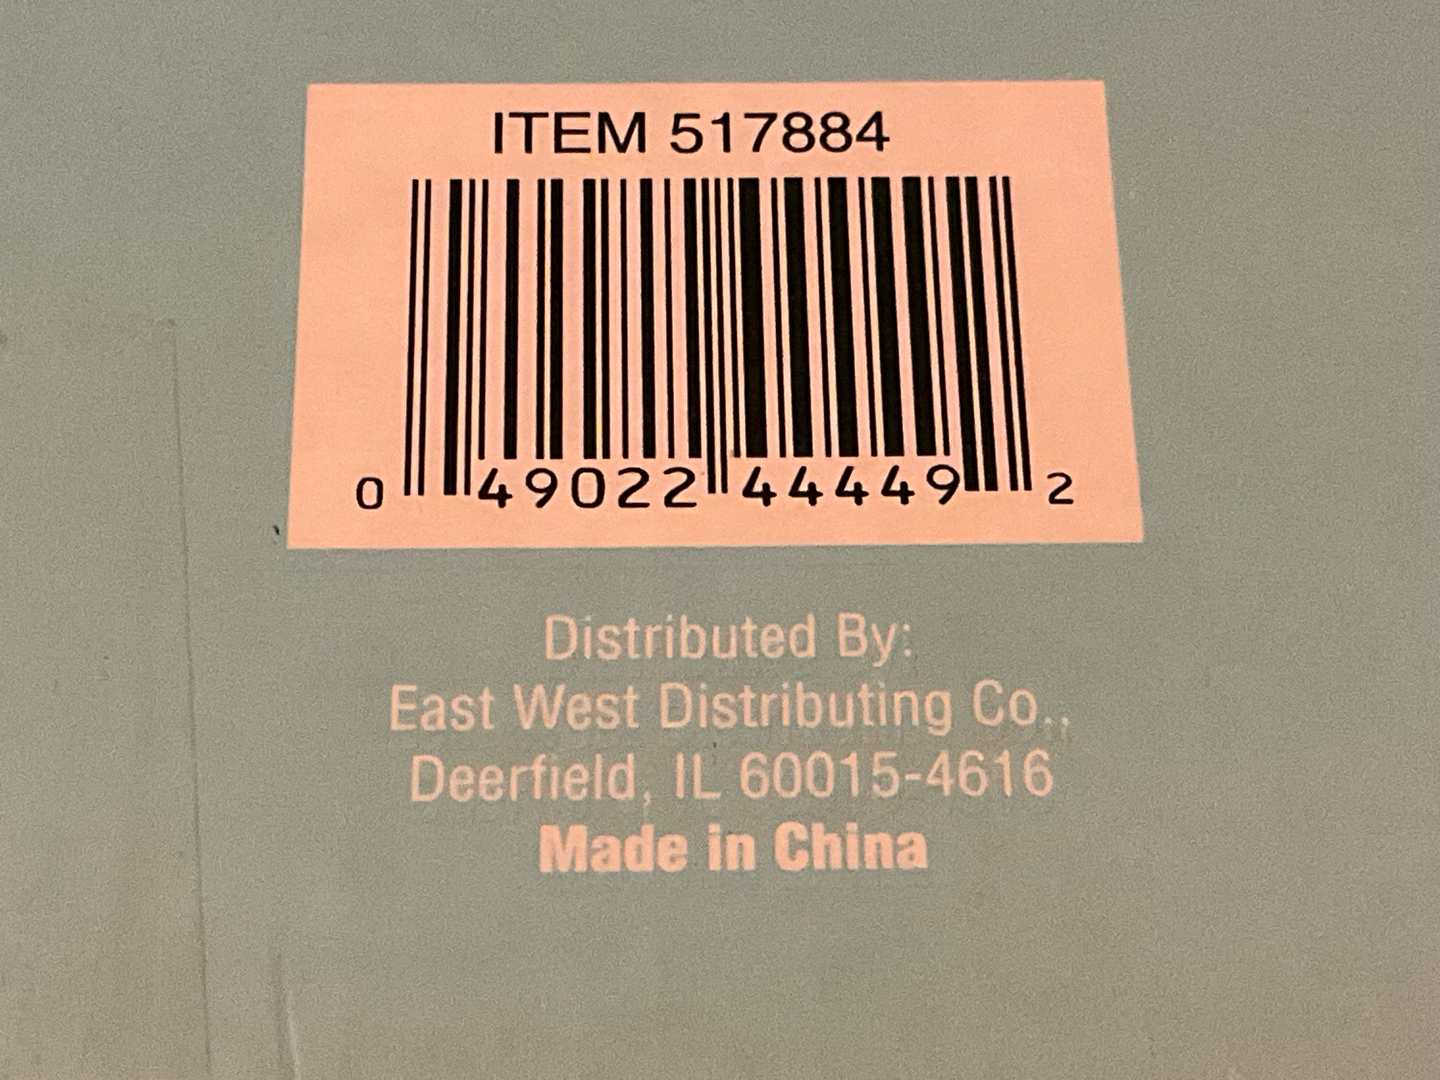 ITEM 517884
0 49022 44449 2
Distributed By:
East West Distributing Co.,
Deerfield, IL 60015-4616
Made in China